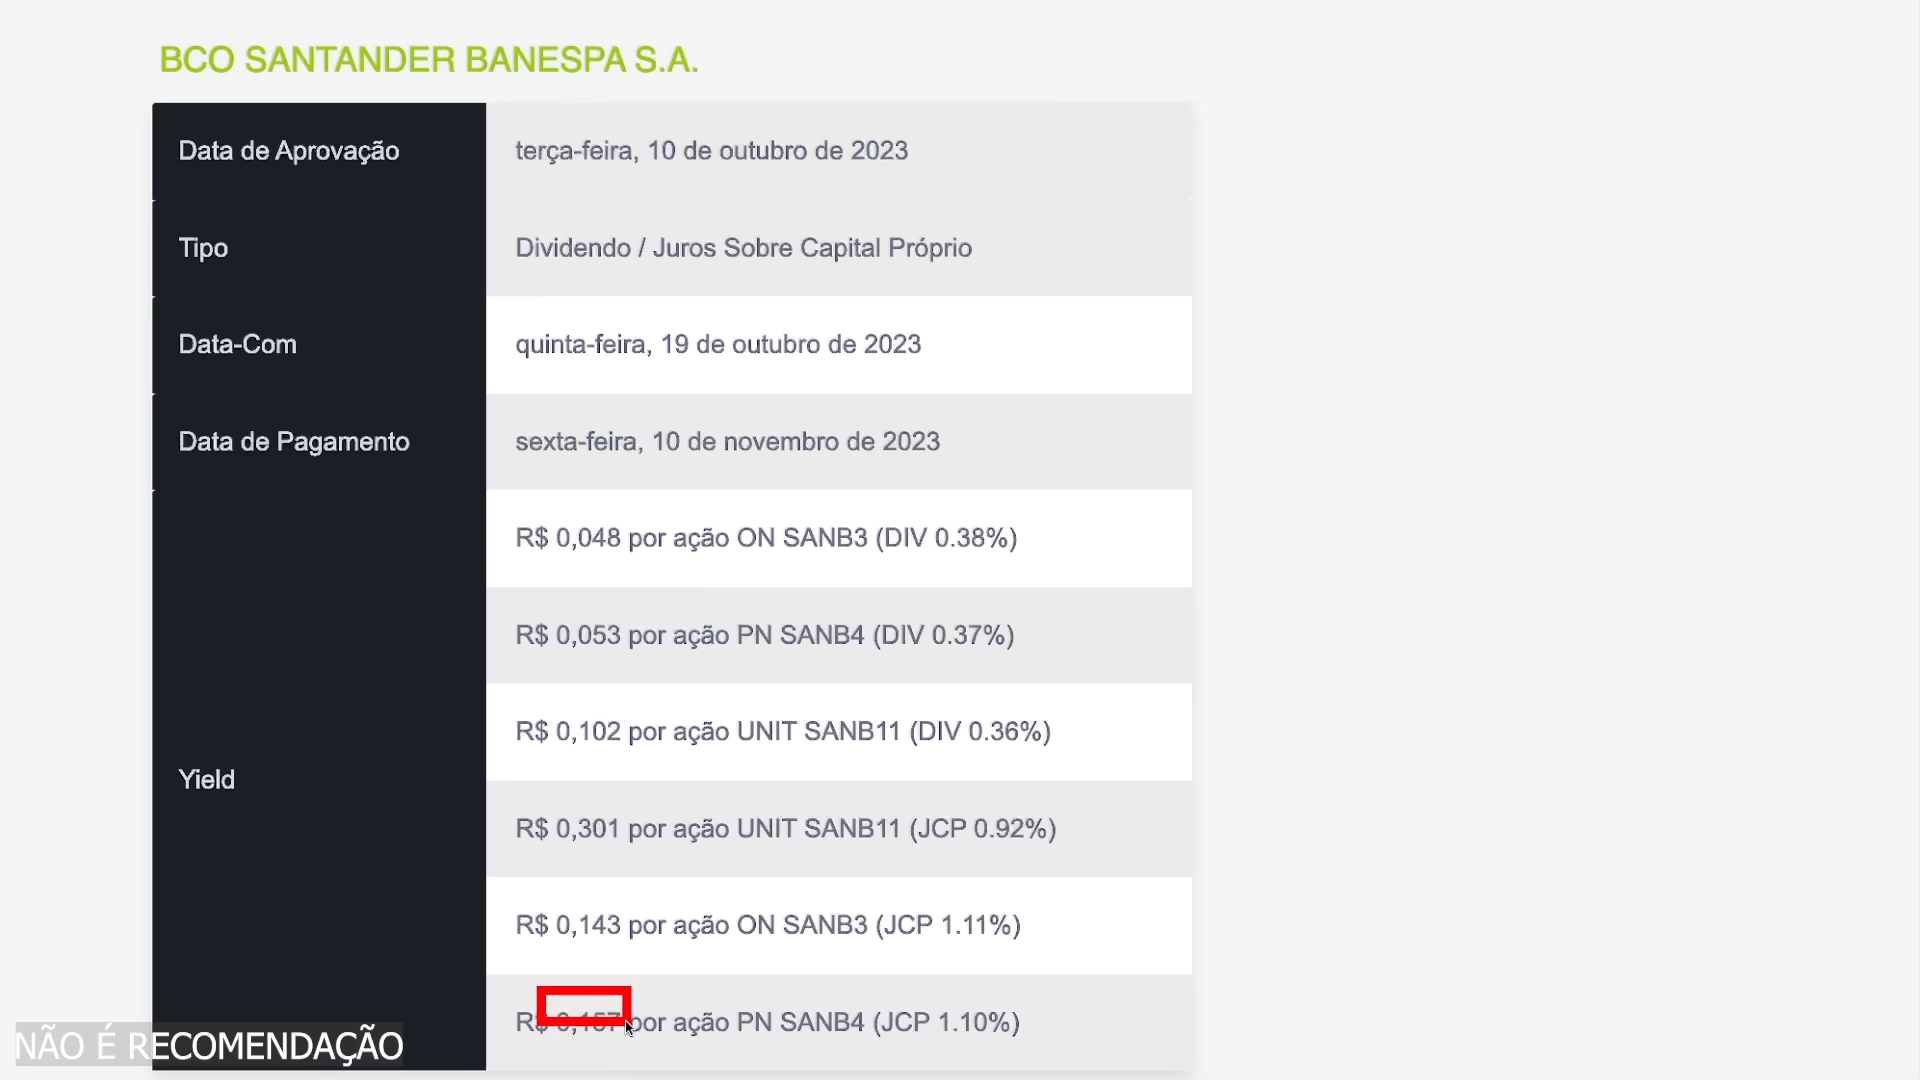 BCO SANTANDER BANESPA S.A.
Data de Aprovação terça-feira, 10 de outubro de 2023
Tipo Dividendo / Juros Sobre Capital Próprio
Data-Com quinta-feira, 19 de outubro de 2023
Data de Pagamento sexta-feira, 10 de novembro de 2023
R$ 0,048 por ação ON SANB3 (DIV 0.38%)
R$ 0,053 por ação PN SANB4 (DIV 0.37%)
R$ 0,102 por ação UNIT SANB11 (DIV 0.36%)
Yield
R$ 0,301 por ação UNIT SANB11 (JCP 0.92%)
R$ 0,143 por ação ON SANB3 (JCP 1.11%)
R$ 0,157 por ação PN SANB4 (JCP 1.10%)
NÃO É RECOMENDAÇÃO